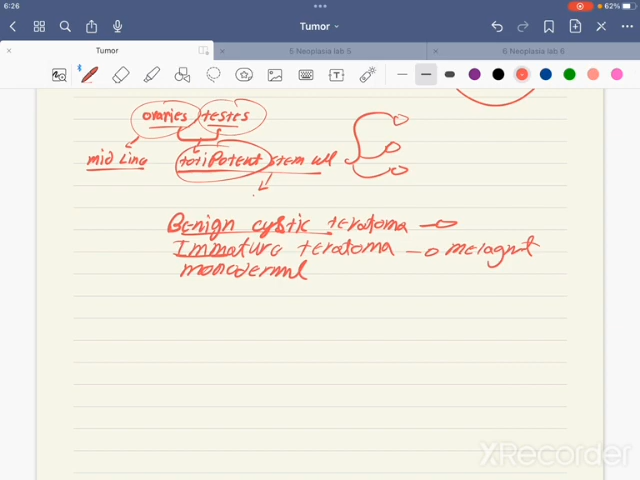 6:26
62%
Tumor
Tumor
5 Neoplasia lab 5
6 Neoplasia lab 6
ovaries testes
mid Line totipotent stem
Benign cystic teratoma
Immature teratoma melagnt
monodermal
XRecorder